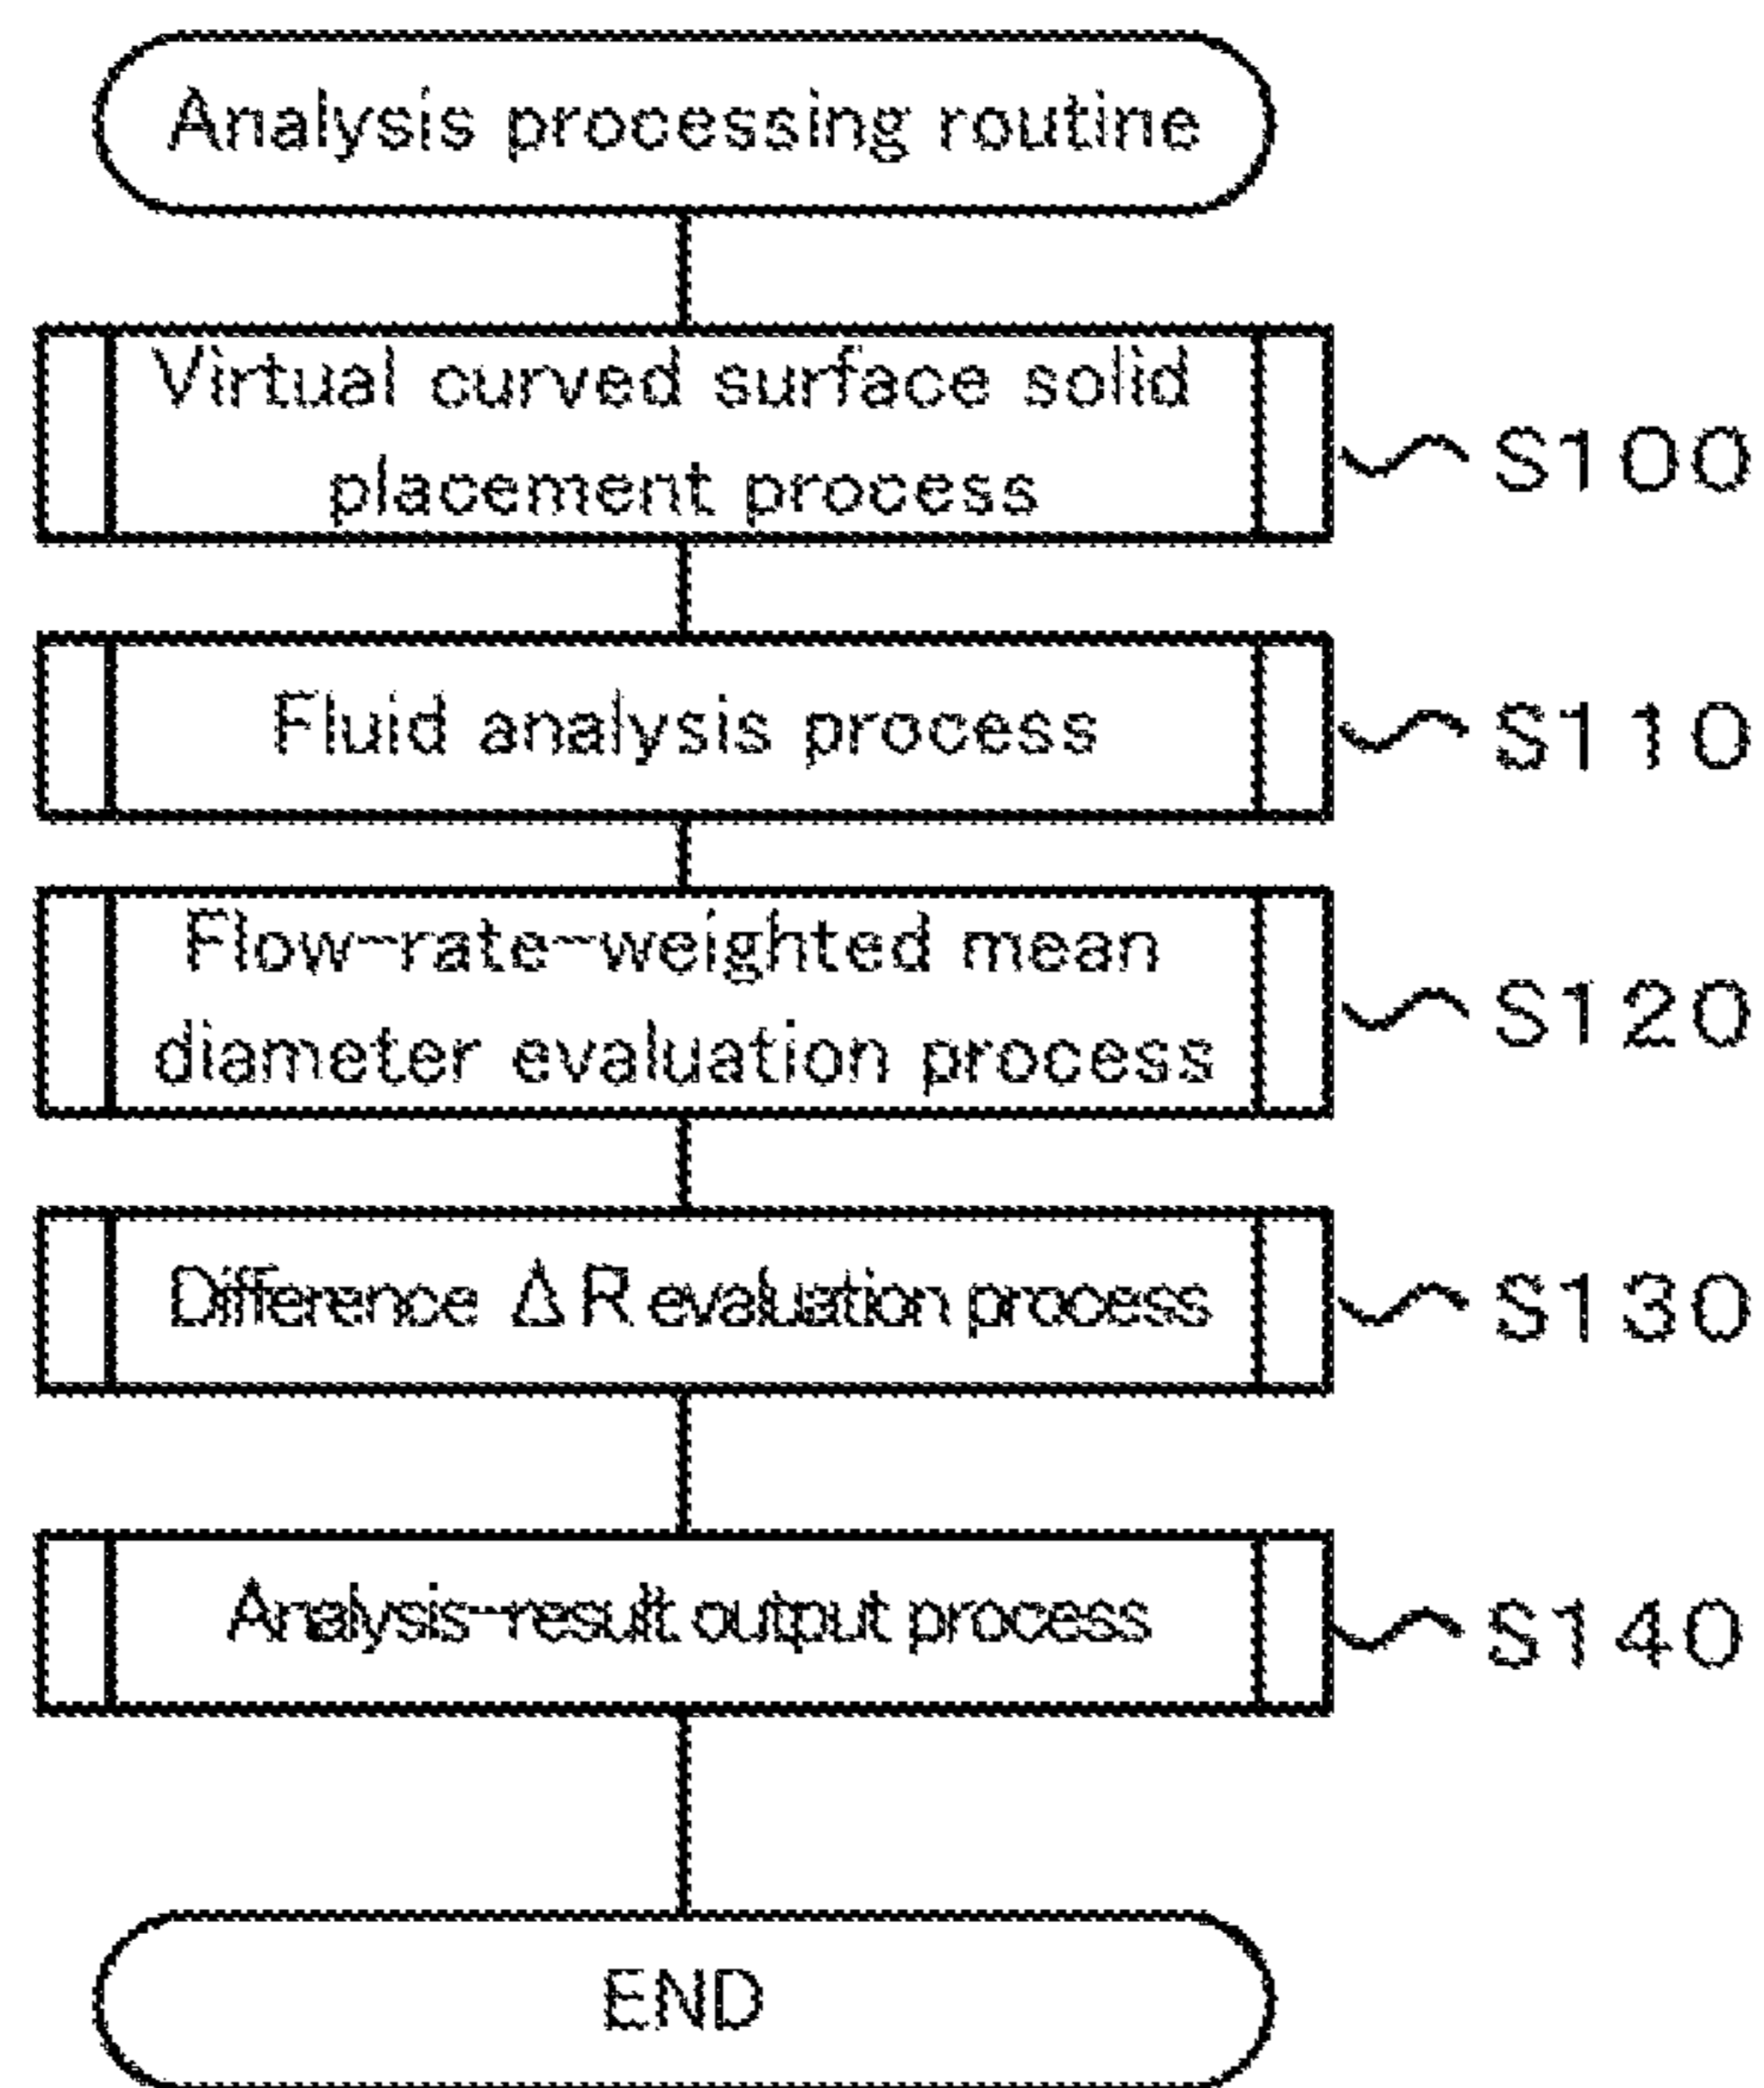 Analysis processing routine
Virtual curved surface solid
placement process
S100
Fluid analysis process
S110
Flow-rate-weighted mean
diameter evaluation process
S120
Difference ΔR evaluation process
S130
Analysis-result output process
S140
END